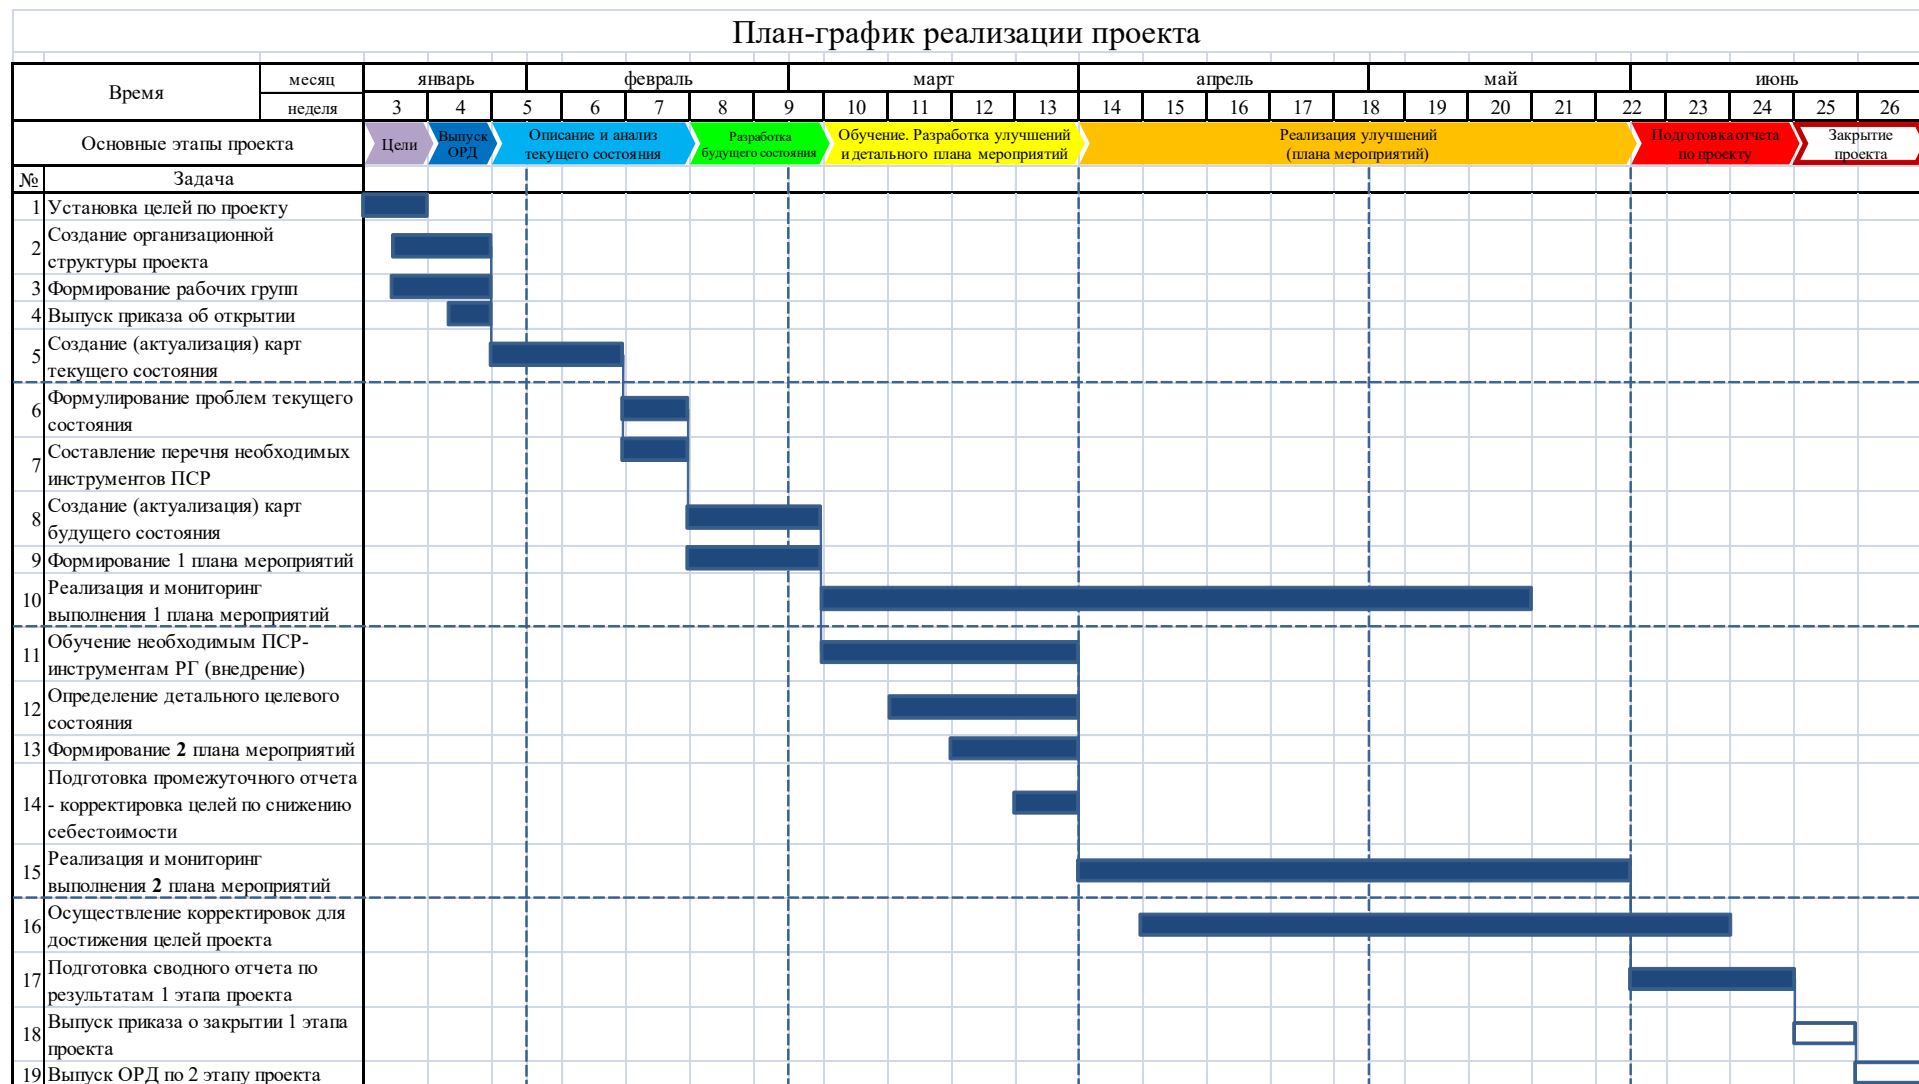 План-график реализации проекта
Время
месяц
январь
февраль
март
апрель
май
июнь
неделя
3 4 5 6 7 8 9 10 11 12 13 14 15 16 17 18 19 20 21 22 23 24 25 26
Основные этапы проекта
Цели
Выпуск
ОРД
Описание и анализ
текущего состояния
Разработка
будущего состояния
Обучение. Разработка улучшений
и детального плана мероприятий
Реализация улучшений
(плана мероприятий)
Подготовка отчета
по проекту
Закрытие
проекта
№ Задача
1 Установка целей по проекту
2 Создание организационной
структуры проекта
3 Формирование рабочих групп
4 Выпуск приказа об открытии
5 Создание (актуализация) карт
текущего состояния
6 Формулирование проблем текущего
состояния
7 Составление перечня необходимых
инструментов ПСР
8 Создание (актуализация) карт
будущего состояния
9 Формирование 1 плана мероприятий
10 Реализация и мониторинг
выполнения 1 плана мероприятий
11 Обучение необходимым ПСР-
инструментам РГ (внедрение)
12 Определение детального целевого
состояния
13 Формирование 2 плана мероприятий
14 Подготовка промежуточного отчета
- корректировка целей по снижению
себестоимости
15 Реализация и мониторинг
выполнения 2 плана мероприятий
16 Осуществление корректировок для
достижения целей проекта
17 Подготовка сводного отчета по
результатам 1 этапа проекта
18 Выпуск приказа о закрытии 1 этапа
проекта
19 Выпуск ОРД по 2 этапу проекта